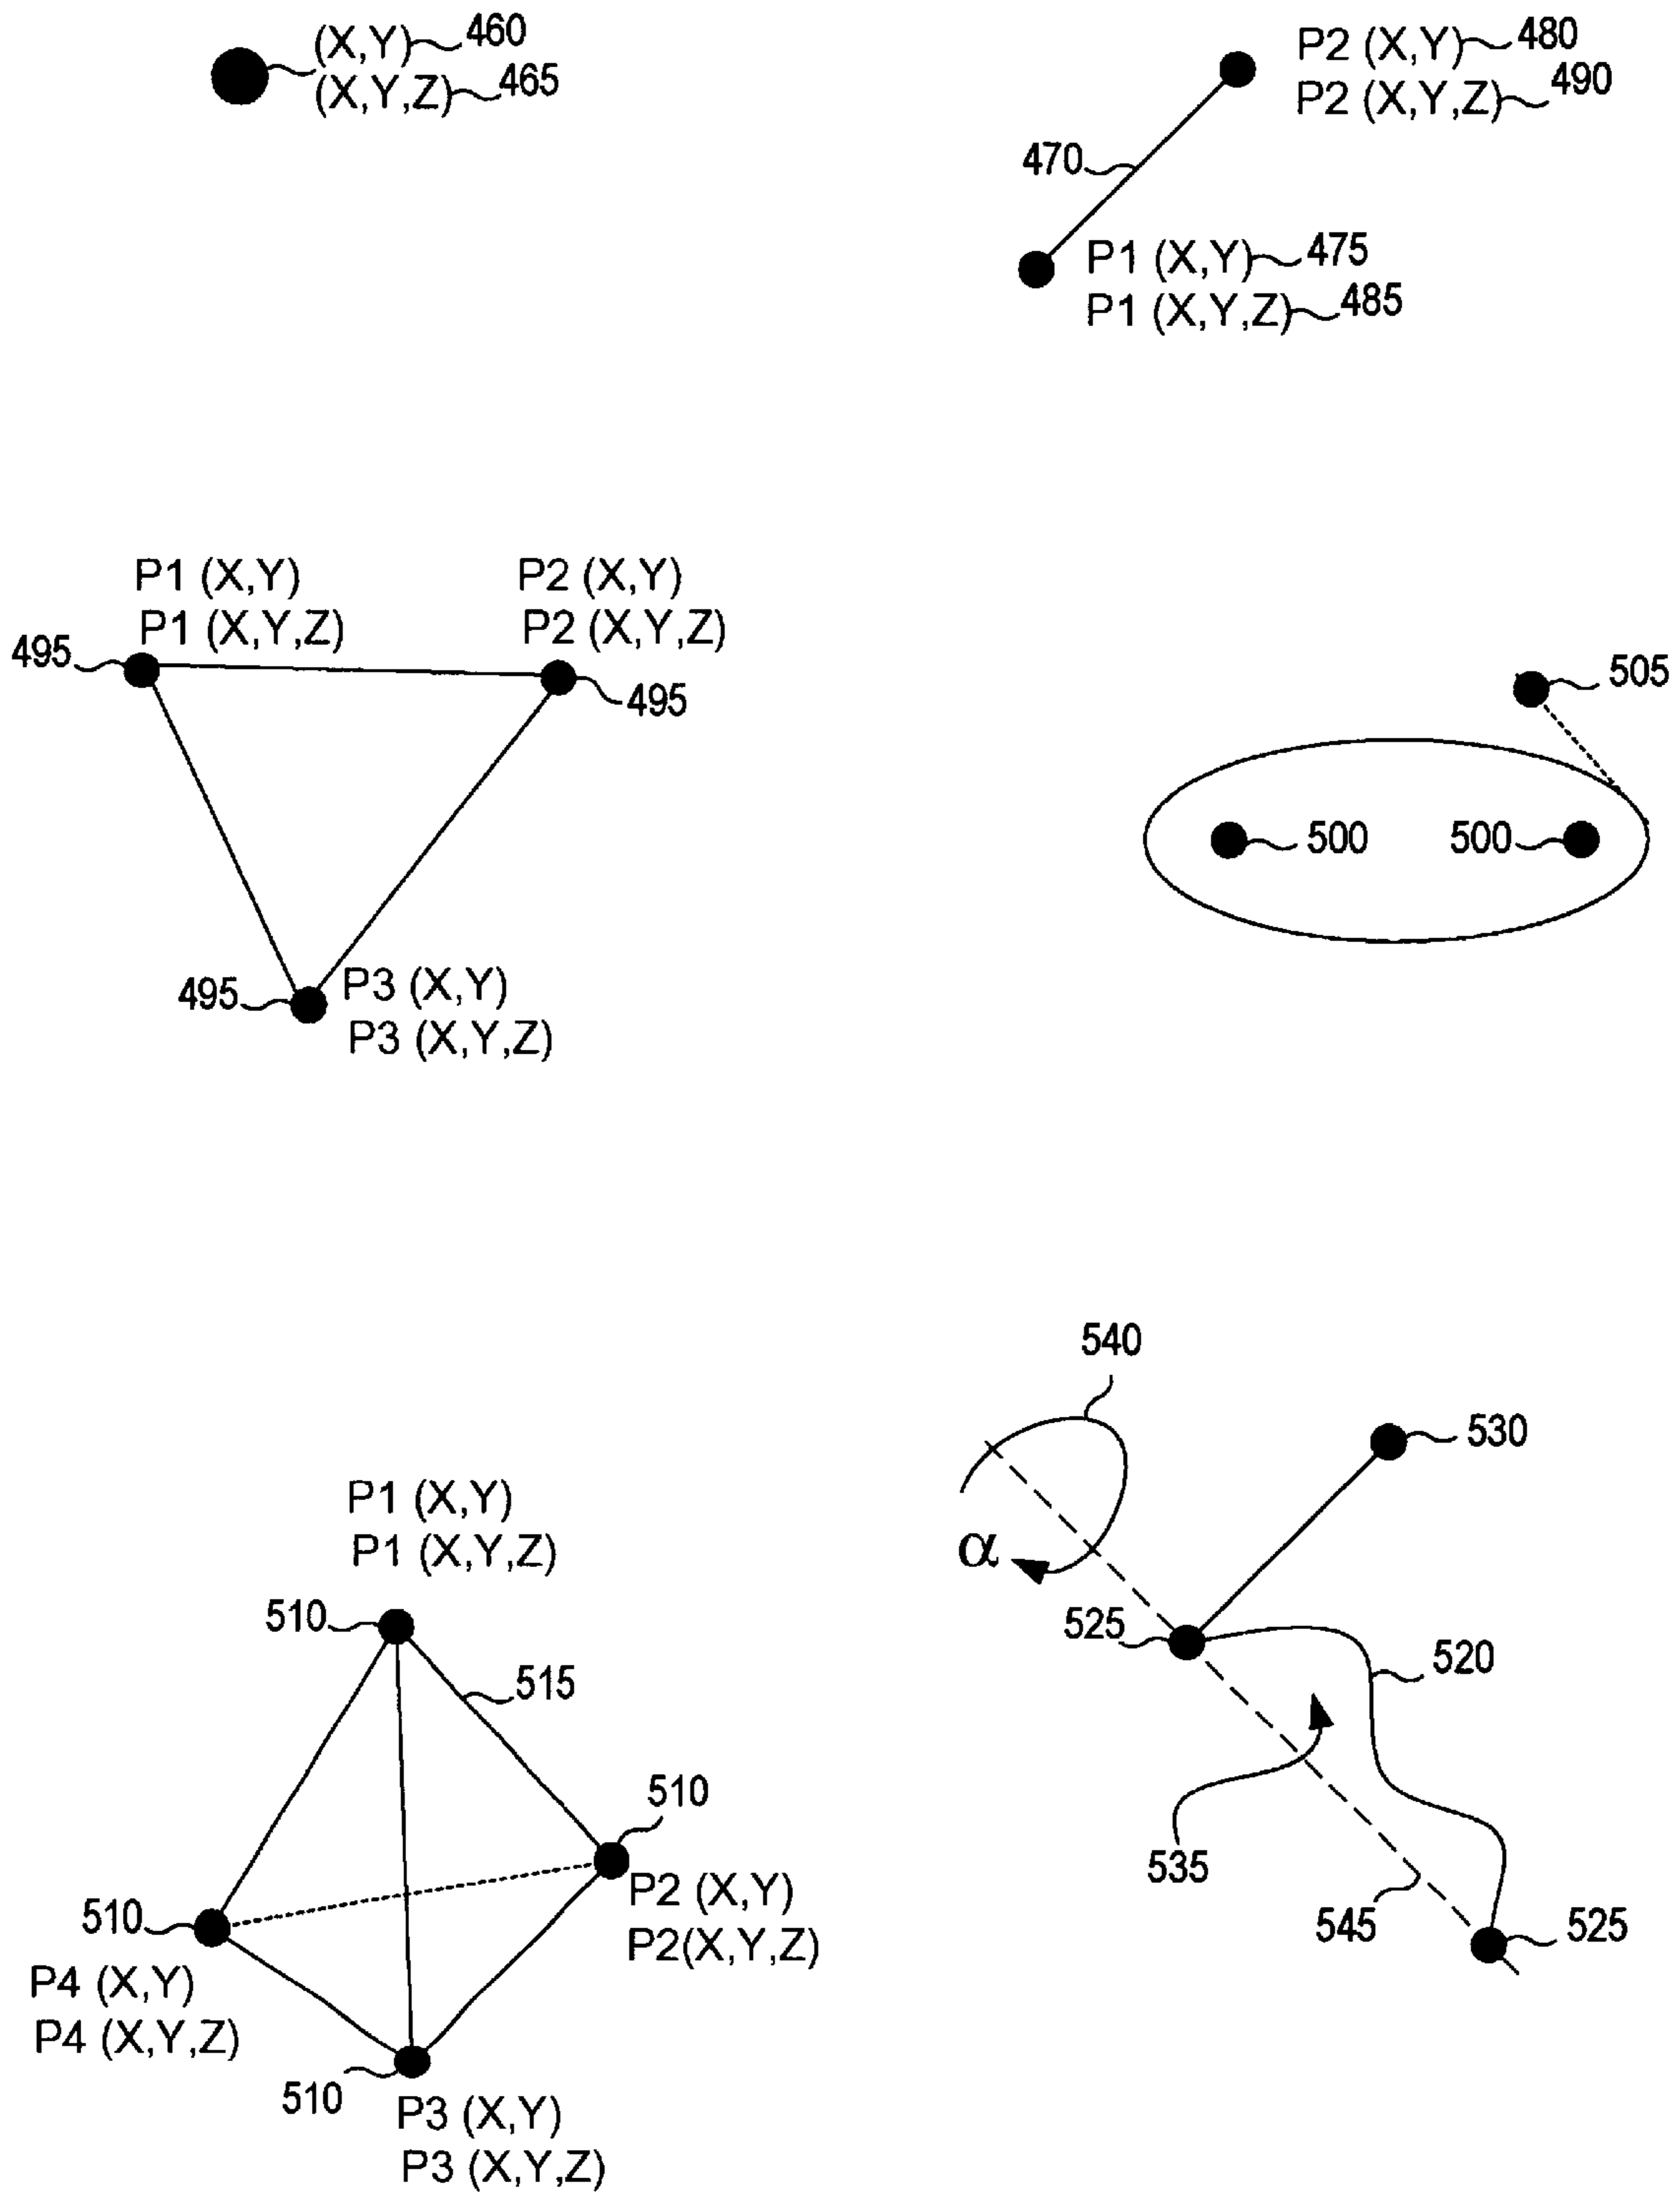 (X,Y) 460
(X,Y,Z) 465
P2 (X,Y) 480
P2 (X,Y,Z) 490
470
P1 (X,Y) 475
P1 (X,Y,Z) 485
P1 (X,Y)
P1 (X,Y,Z)
P2 (X,Y)
P2 (X,Y,Z)
495
495
495
P3 (X,Y)
P3 (X,Y,Z)
505
500
500
P1 (X,Y)
P1 (X,Y,Z)
510
515
510
P2 (X,Y)
P2(X,Y,Z)
510
P4 (X,Y)
P4 (X,Y,Z)
510
P3 (X,Y)
P3 (X,Y,Z)
540
530
α
525
520
535
545
525